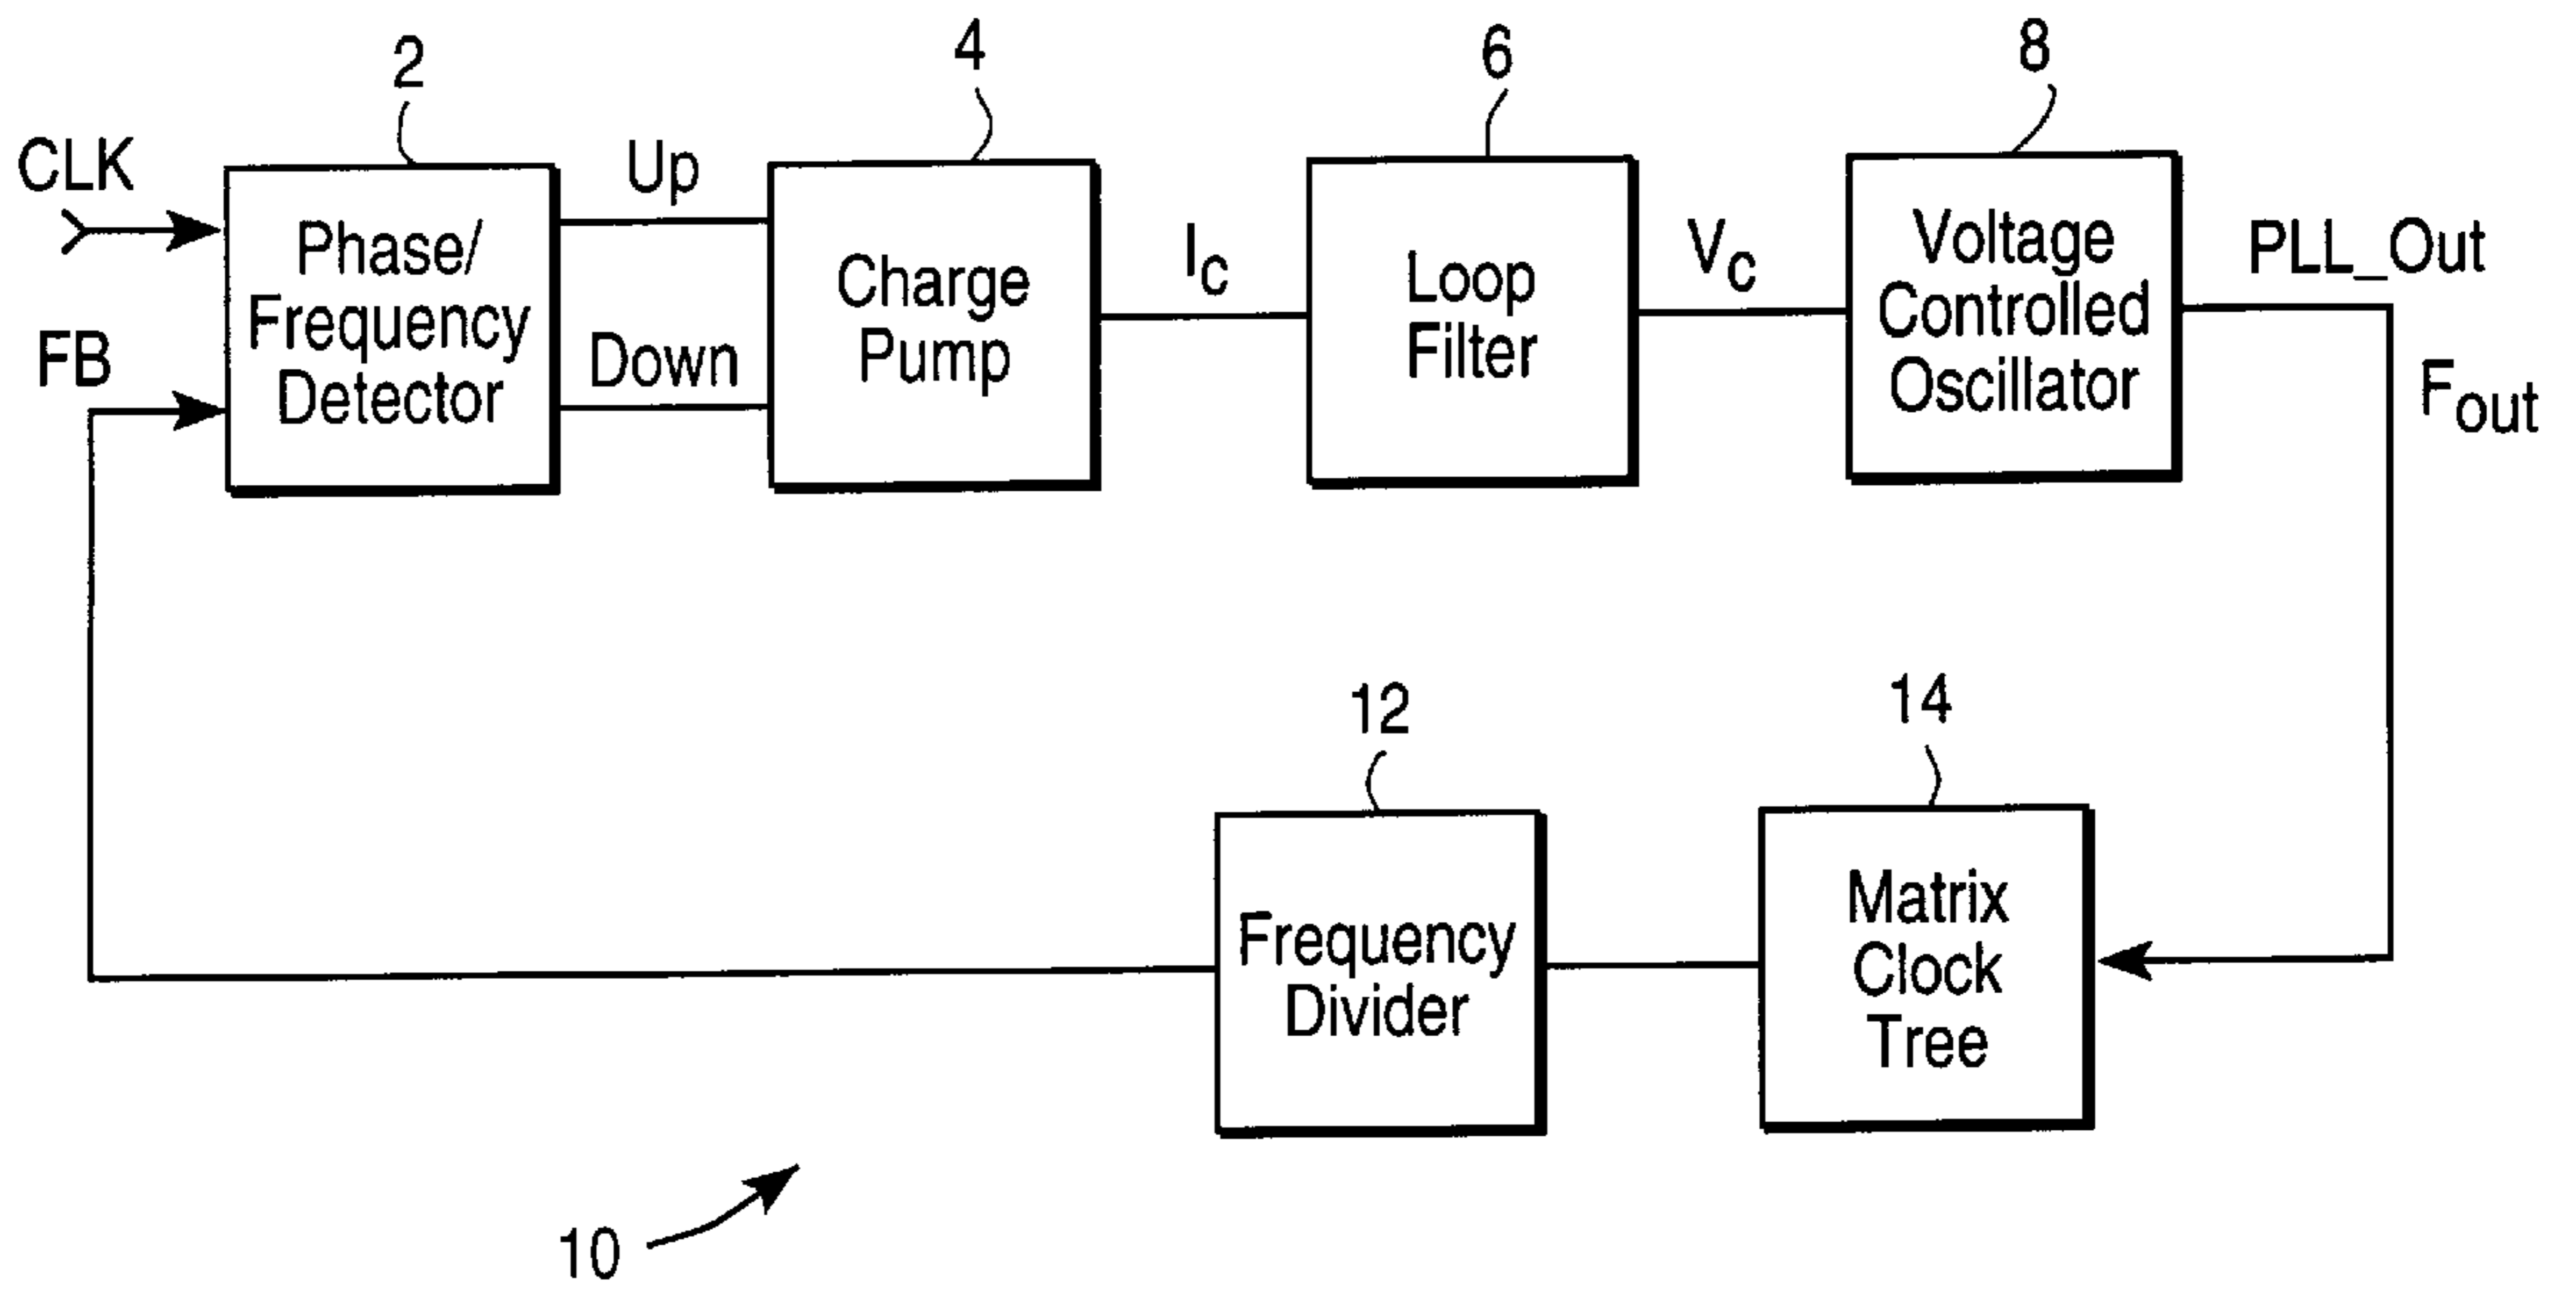 2
4
6
8
CLK
FB
Phase/
Frequency
Detector
Up
Down
Charge
Pump
Ic
Loop
Filter
Vc
Voltage
Controlled
Oscillator
PLL_Out
Fout
12
14
Frequency
Divider
Matrix
Clock
Tree
10